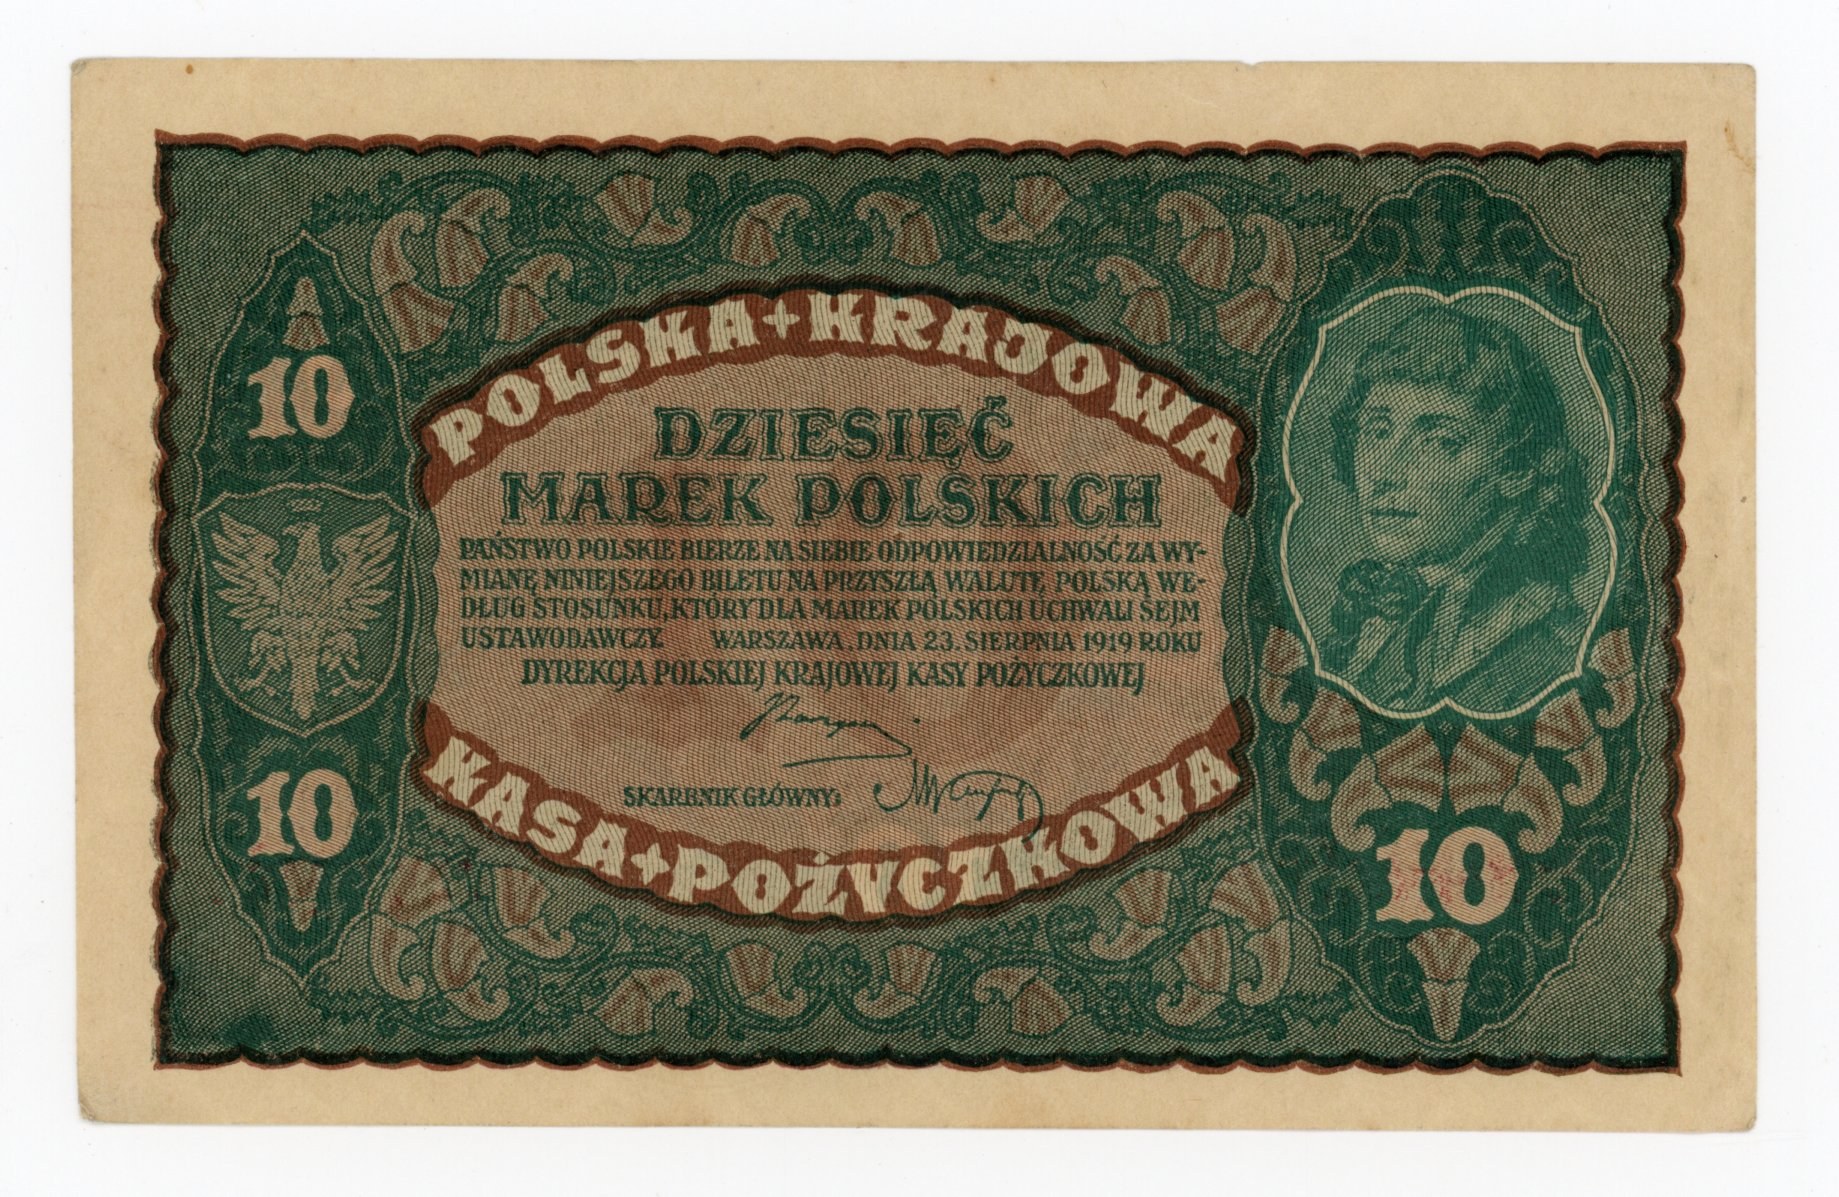 POLSKA + KRAJOWA
10
DZIESIĘĆ
MAREK POLSKICH
PAŃSTWO POLSKIE BIERZE NA SIEBIE ODPOWIEDZIALNOŚĆ ZA WY-
MIANĘ NINIEJSZEGO BILETU NA PRZYSZŁĄ WALUTĘ POLSKĄ WE-
DŁUG STOSUNKU, KTÓRY DLA MAREK POLSKICH UCHWALI SEJM
USTAWODAWCZY. WARSZAWA, DNIA 23. SIERPNIA 1919 ROKU
DYREKCJA POLSKIEJ KRAJOWEJ KASY POŻYCZKOWEJ
SKARBNIK GŁÓWNY:
10
10
KASA + POŻYCZKOWA